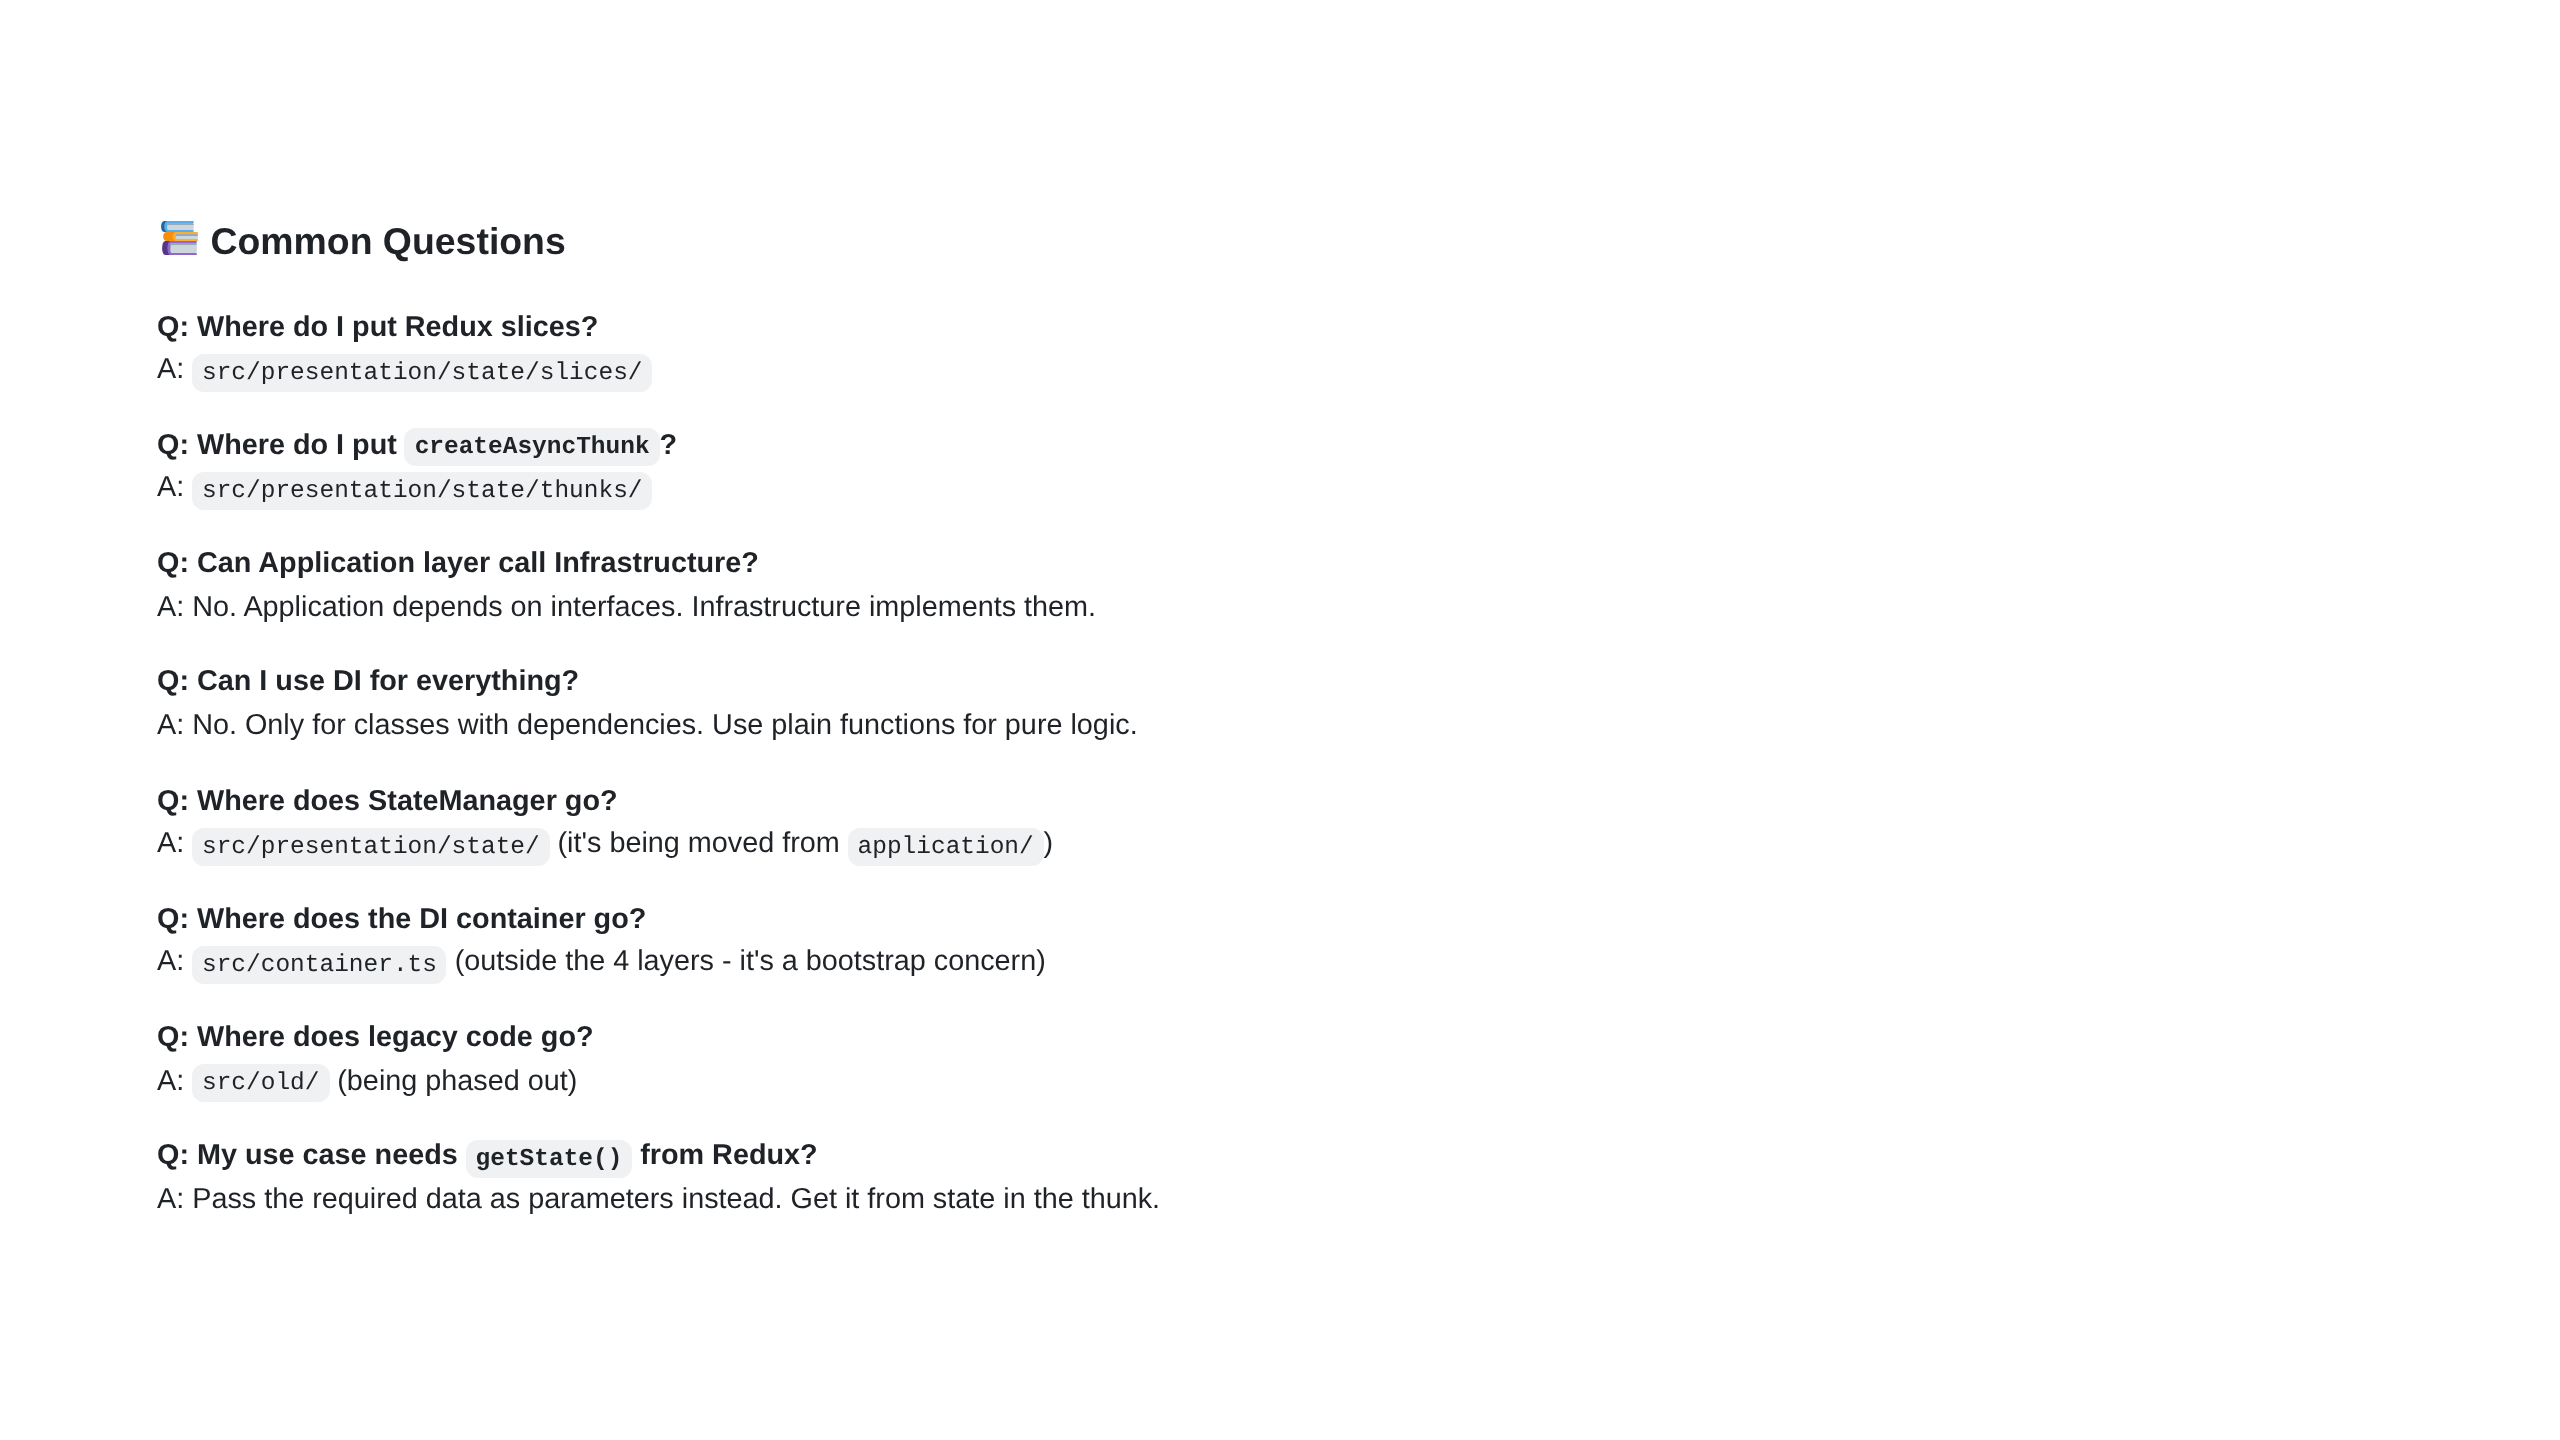 📚 Common Questions
Q: Where do I put Redux slices?
A: src/presentation/state/slices/
Q: Where do I put createAsyncThunk?
A: src/presentation/state/thunks/
Q: Can Application layer call Infrastructure?
A: No. Application depends on interfaces. Infrastructure implements them.
Q: Can I use DI for everything?
A: No. Only for classes with dependencies. Use plain functions for pure logic.
Q: Where does StateManager go?
A: src/presentation/state/ (it's being moved from application/)
Q: Where does the DI container go?
A: src/container.ts (outside the 4 layers - it's a bootstrap concern)
Q: Where does legacy code go?
A: src/old/ (being phased out)
Q: My use case needs getState() from Redux?
A: Pass the required data as parameters instead. Get it from state in the thunk.